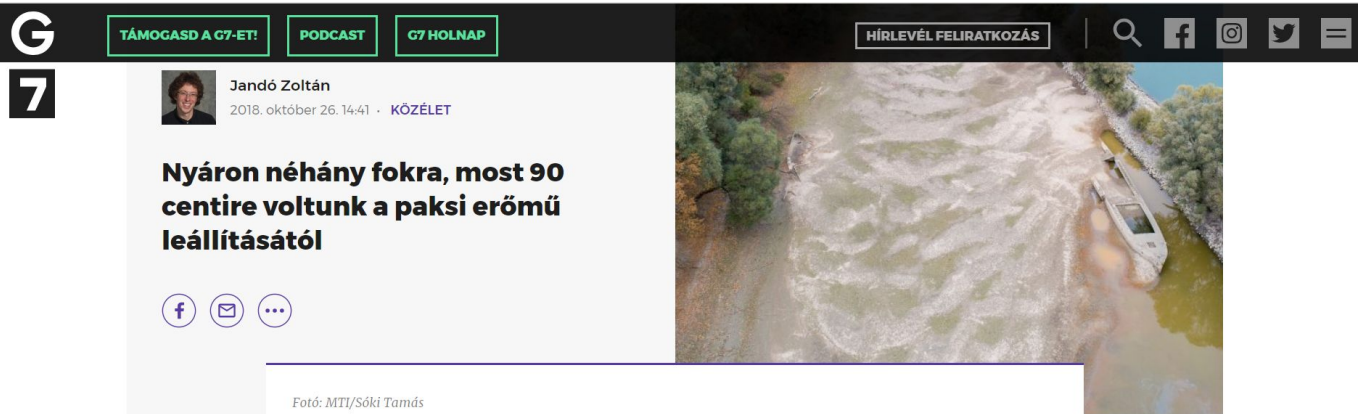 G
TÁMOGASD A G7-ET!
PODCAST
G7 HOLNAP
HÍRLEVÉL FELIRATKOZÁS
7
Jandó Zoltán
2018. október 26. 14:41 · KÖZÉLET
Nyáron néhány fokra, most 90
centire voltunk a paksi erőmű
leállításától
Fotó: MTI/Sóki Tamás